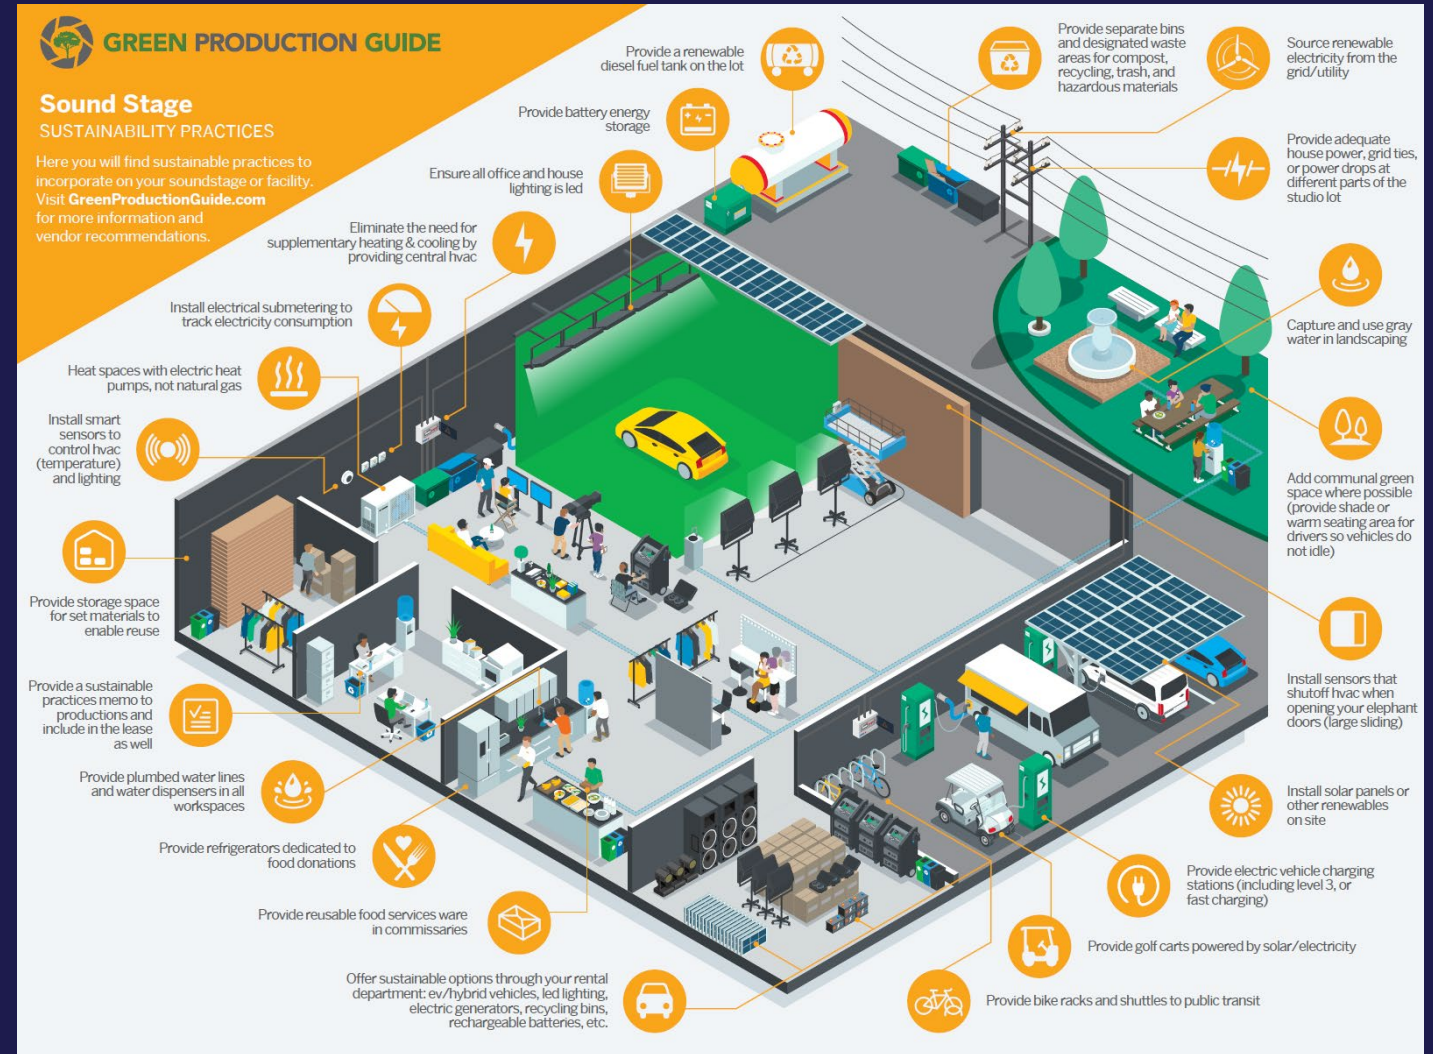 GREEN PRODUCTION GUIDE
Sound Stage
SUSTAINABILITY PRACTICES
Here you will find sustainable practices to
incorporate on your soundstage or facility.
Visit GreenProductionGuide.com
for more information and
vendor recommendations.
Provide a renewable
diesel fuel tank on the lot
Provide battery energy
storage
Ensure all office and house
lighting is led
Eliminate the need for
supplementary heating & cooling by
providing central hvac
Install electrical submetering to
track electricity consumption
Heat spaces with electric heat
pumps, not natural gas
Install smart
sensors to
control hvac
(temperature)
and lighting
Provide storage space
for set materials to
enable reuse
Provide a sustainable
practices memo to
productions and
include in the lease
as well
Provide plumbed water lines
and water dispensers in all
workspaces
Provide refrigerators dedicated to
food donations
Provide reusable food services ware
in commissaries
Offer sustainable options through your rental
department: ev/hybrid vehicles, led lighting,
electric generators, recycling bins,
rechargeable batteries, etc.
Provide separate bins
and designated waste
areas for compost,
recycling, trash, and
hazardous materials
Source renewable
electricity from the
grid/utility
Provide adequate
house power, grid ties,
or power drops at
different parts of the
studio lot
Capture and use gray
water in landscaping
Add communal green
space where possible
(provide shade or
warm seating area for
drivers so vehicles do
not idle)
Install sensors that
shutoff hvac when
opening your elephant
doors (large sliding)
Install solar panels or
other renewables
on site
Provide electric vehicle charging
stations (including level 3, or
fast charging)
Provide golf carts powered by solar/electricity
Provide bike racks and shuttles to public transit